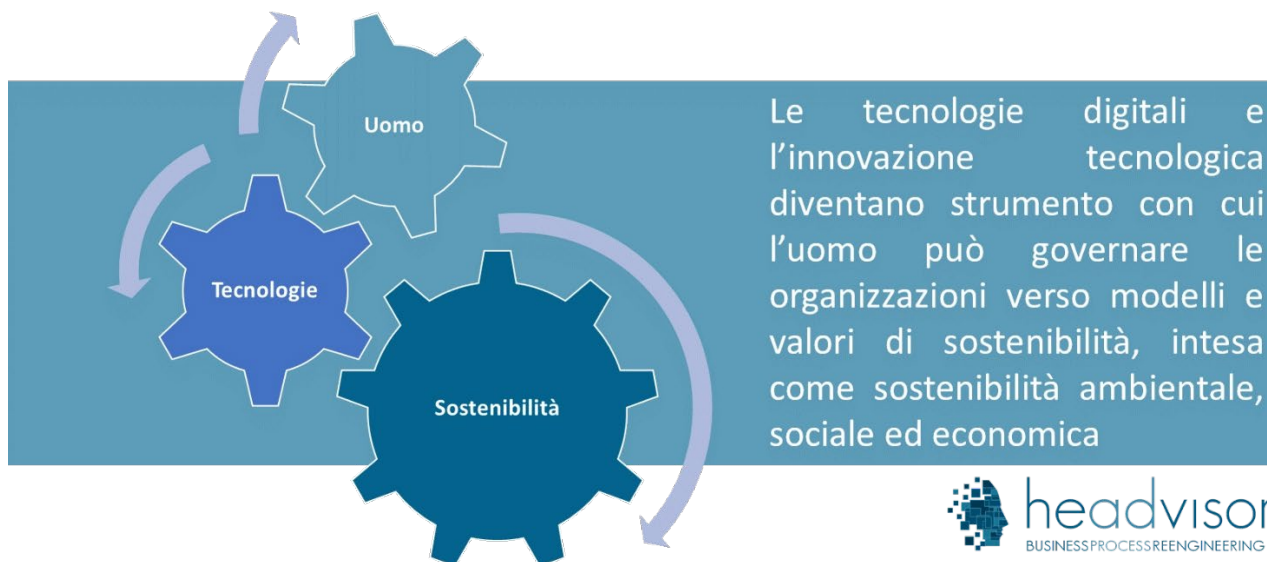 Uomo
Tecnologie
Sostenibilità
Le tecnologie digitali e
l’innovazione tecnologica
diventano strumento con cui
l’uomo può governare le
organizzazioni verso modelli e
valori di sostenibilità, intesa
come sostenibilità ambientale,
sociale ed economica
headvisor
BUSINESSPROCESSREENGINEERING